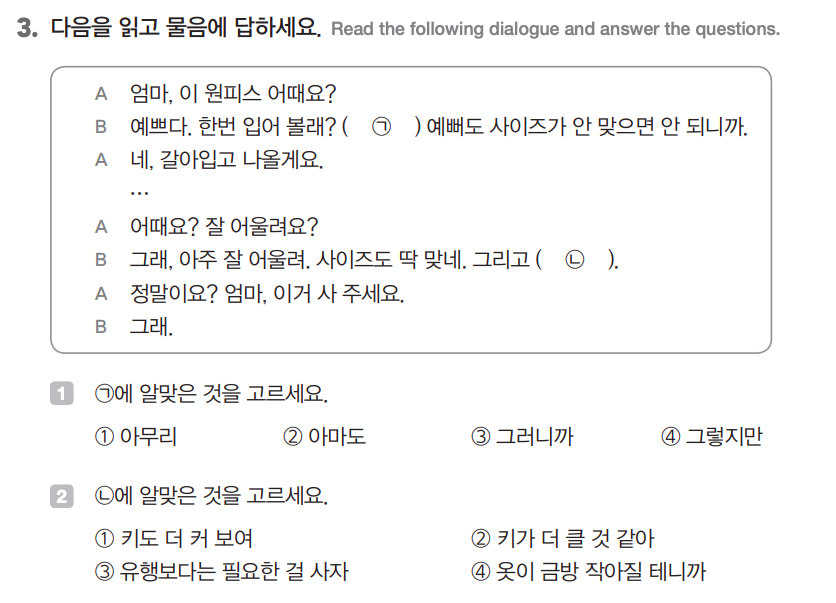 3. 다음을 읽고 물음에 답하세요. Read the following dialogue and answer the questions.
A 엄마, 이 원피스 어때요?
B 예쁘다. 한번 입어 볼래? ( ㉠ ) 예뻐도 사이즈가 안 맞으면 안 되니까.
A 네, 갈아입고 나올게요.
…
A 어때요? 잘 어울려요?
B 그래, 아주 잘 어울려. 사이즈도 딱 맞네. 그리고 ( ㉡ ).
A 정말이요? 엄마, 이거 사 주세요.
B 그래.
1 ㉠에 알맞은 것을 고르세요.
① 아무리 ② 아마도 ③ 그러니까 ④ 그렇지만
2 ㉡에 알맞은 것을 고르세요.
① 키도 더 커 보여 ② 키가 더 클 것 같아
③ 유행보다는 필요한 걸 사자 ④ 옷이 금방 작아질 테니까